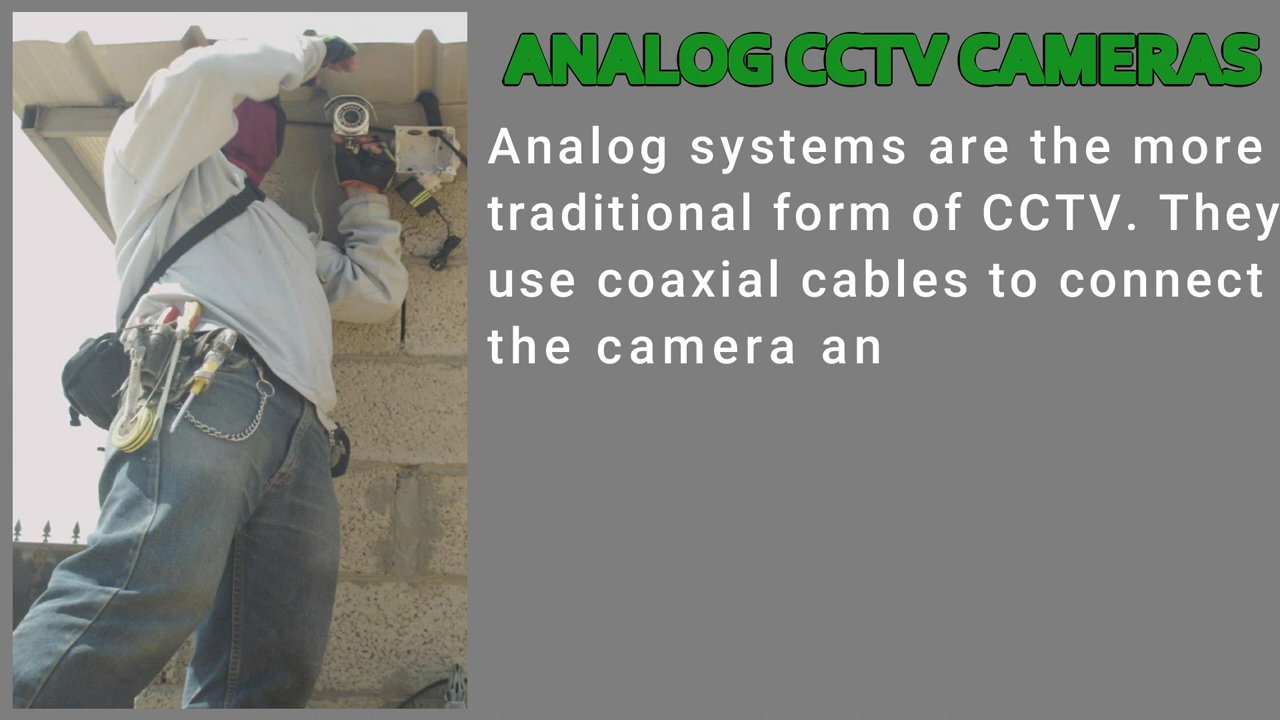 ANALOG CCTV CAMERAS
Analog systems are the more
traditional form of CCTV. They
use coaxial cables to connect
the camera an